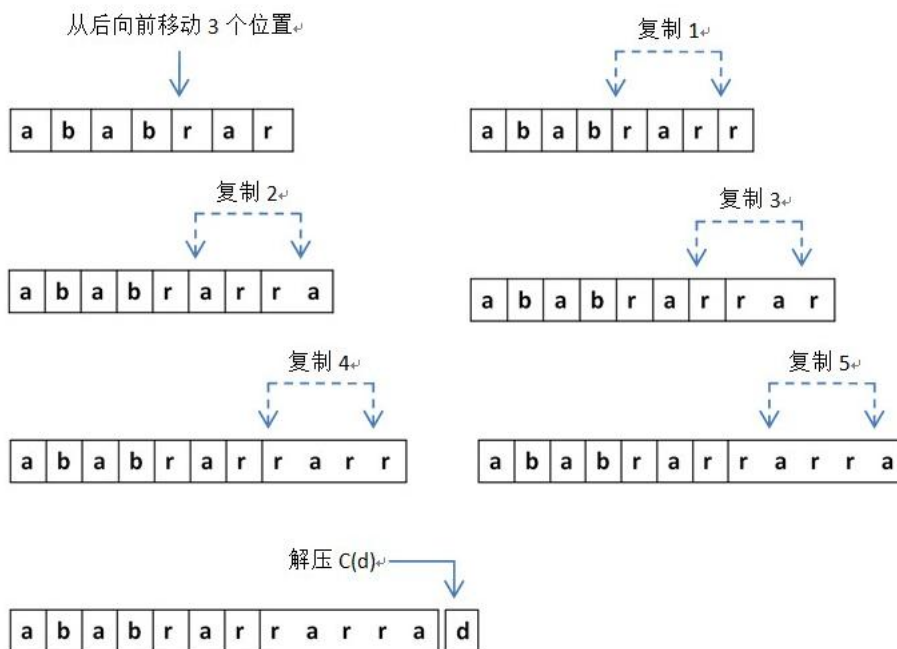 从后向前移动 3 个位置
复制 1
a b a b r a r
a b a b r a r r
复制 2
复制 3
a b a b r a r r a
a b a b r a r r a r
复制 4
复制 5
a b a b r a r r a r r
a b a b r a r r a r r a
解压 C(d)
a b a b r a r r a r r a d